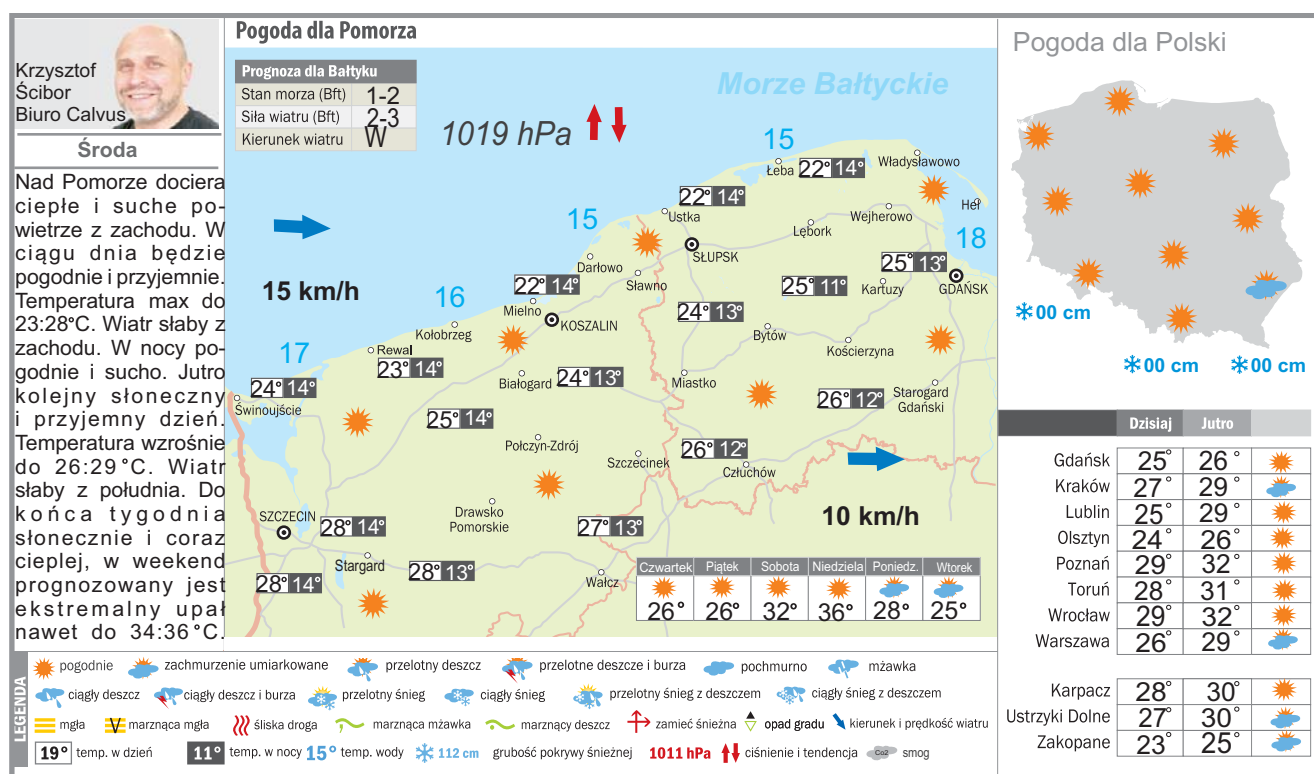 Krzysztof
Ścibor
Biuro Calvus
Środa
Nad Pomorze dociera
ciepłe i suche po-
wietrze z zachodu. W
ciągu dnia będzie
pogodnie i przyjemnie.
Temperatura max do
23:28°C. Wiatr słaby z
zachodu. W nocy po-
godnie i sucho. Jutro
kolejny słoneczny
i przyjemny dzień.
Temperatura wzrośnie
do 26:29°C. Wiatr
słaby z południa. Do
końca tygodnia
słonecznie i coraz
cieplej, w weekend
prognozowany jest
ekstremalny upał
nawet do 34:36°C.
Pogoda dla Pomorza
Prognoza dla Bałtyku
Stan morza (Bft) 1-2
Siła wiatru (Bft) 2-3
Kierunek wiatru W
1019 hPa
Morze Bałtyckie
15
Łeba 22° 14°
Władysławowo
Hel
22° 14°
Ustka
Wejherowo
Lębork
15
18
SŁUPSK
25° 13°
GDAŃSK
Darłowo
Sławno
25° 11°
Kartuzy
15 km/h
22° 14°
Mielno
KOSZALIN
16
Kołobrzeg
24° 13°
Bytów
Kościerzyna
17
Rewal
23° 14°
24° 14°
Świnoujście
Białogard 24° 13°
Miastko
26° 12°
Starogard
Gdański
25° 14°
Połczyn-Zdrój
Szczecinek
26° 12°
Człuchów
10 km/h
SZCZECIN
28° 14°
Drawsko
Pomorskie
27° 13°
Stargard
28° 13°
28° 14°
Wałcz
Czwartek Piątek Sobota Niedziela Poniedz. Wtorek
26° 26° 32° 36° 28° 25°
Pogoda dla Polski
00 cm
00 cm 00 cm
Dzisiaj Jutro
Gdańsk 25° 26°
Kraków 27° 29°
Lublin 25° 29°
Olsztyn 24° 26°
Poznań 29° 32°
Toruń 28° 31°
Wrocław 29° 32°
Warszawa 26° 29°
Karpacz 28° 30°
Ustrzyki Dolne 27° 30°
Zakopane 23° 25°
LEGENDA
pogodnie zachmurzenie umiarkowane przelotny deszcz przelotne deszcze i burza pochmurno mżawka
ciągły deszcz ciągły deszcz i burza przelotny śnieg ciągły śnieg przelotny śnieg z deszczem ciągły śnieg z deszczem
mgła marznąca mgła śliska droga marznąca mżawka marznący deszcz zamieć śnieżna opad gradu kierunek i prędkość wiatru
19° temp. w dzień 11° temp. w nocy 15° temp. wody 112 cm grubość pokrywy śnieżnej 1011 hPa ciśnienie i tendencja Co2 smog